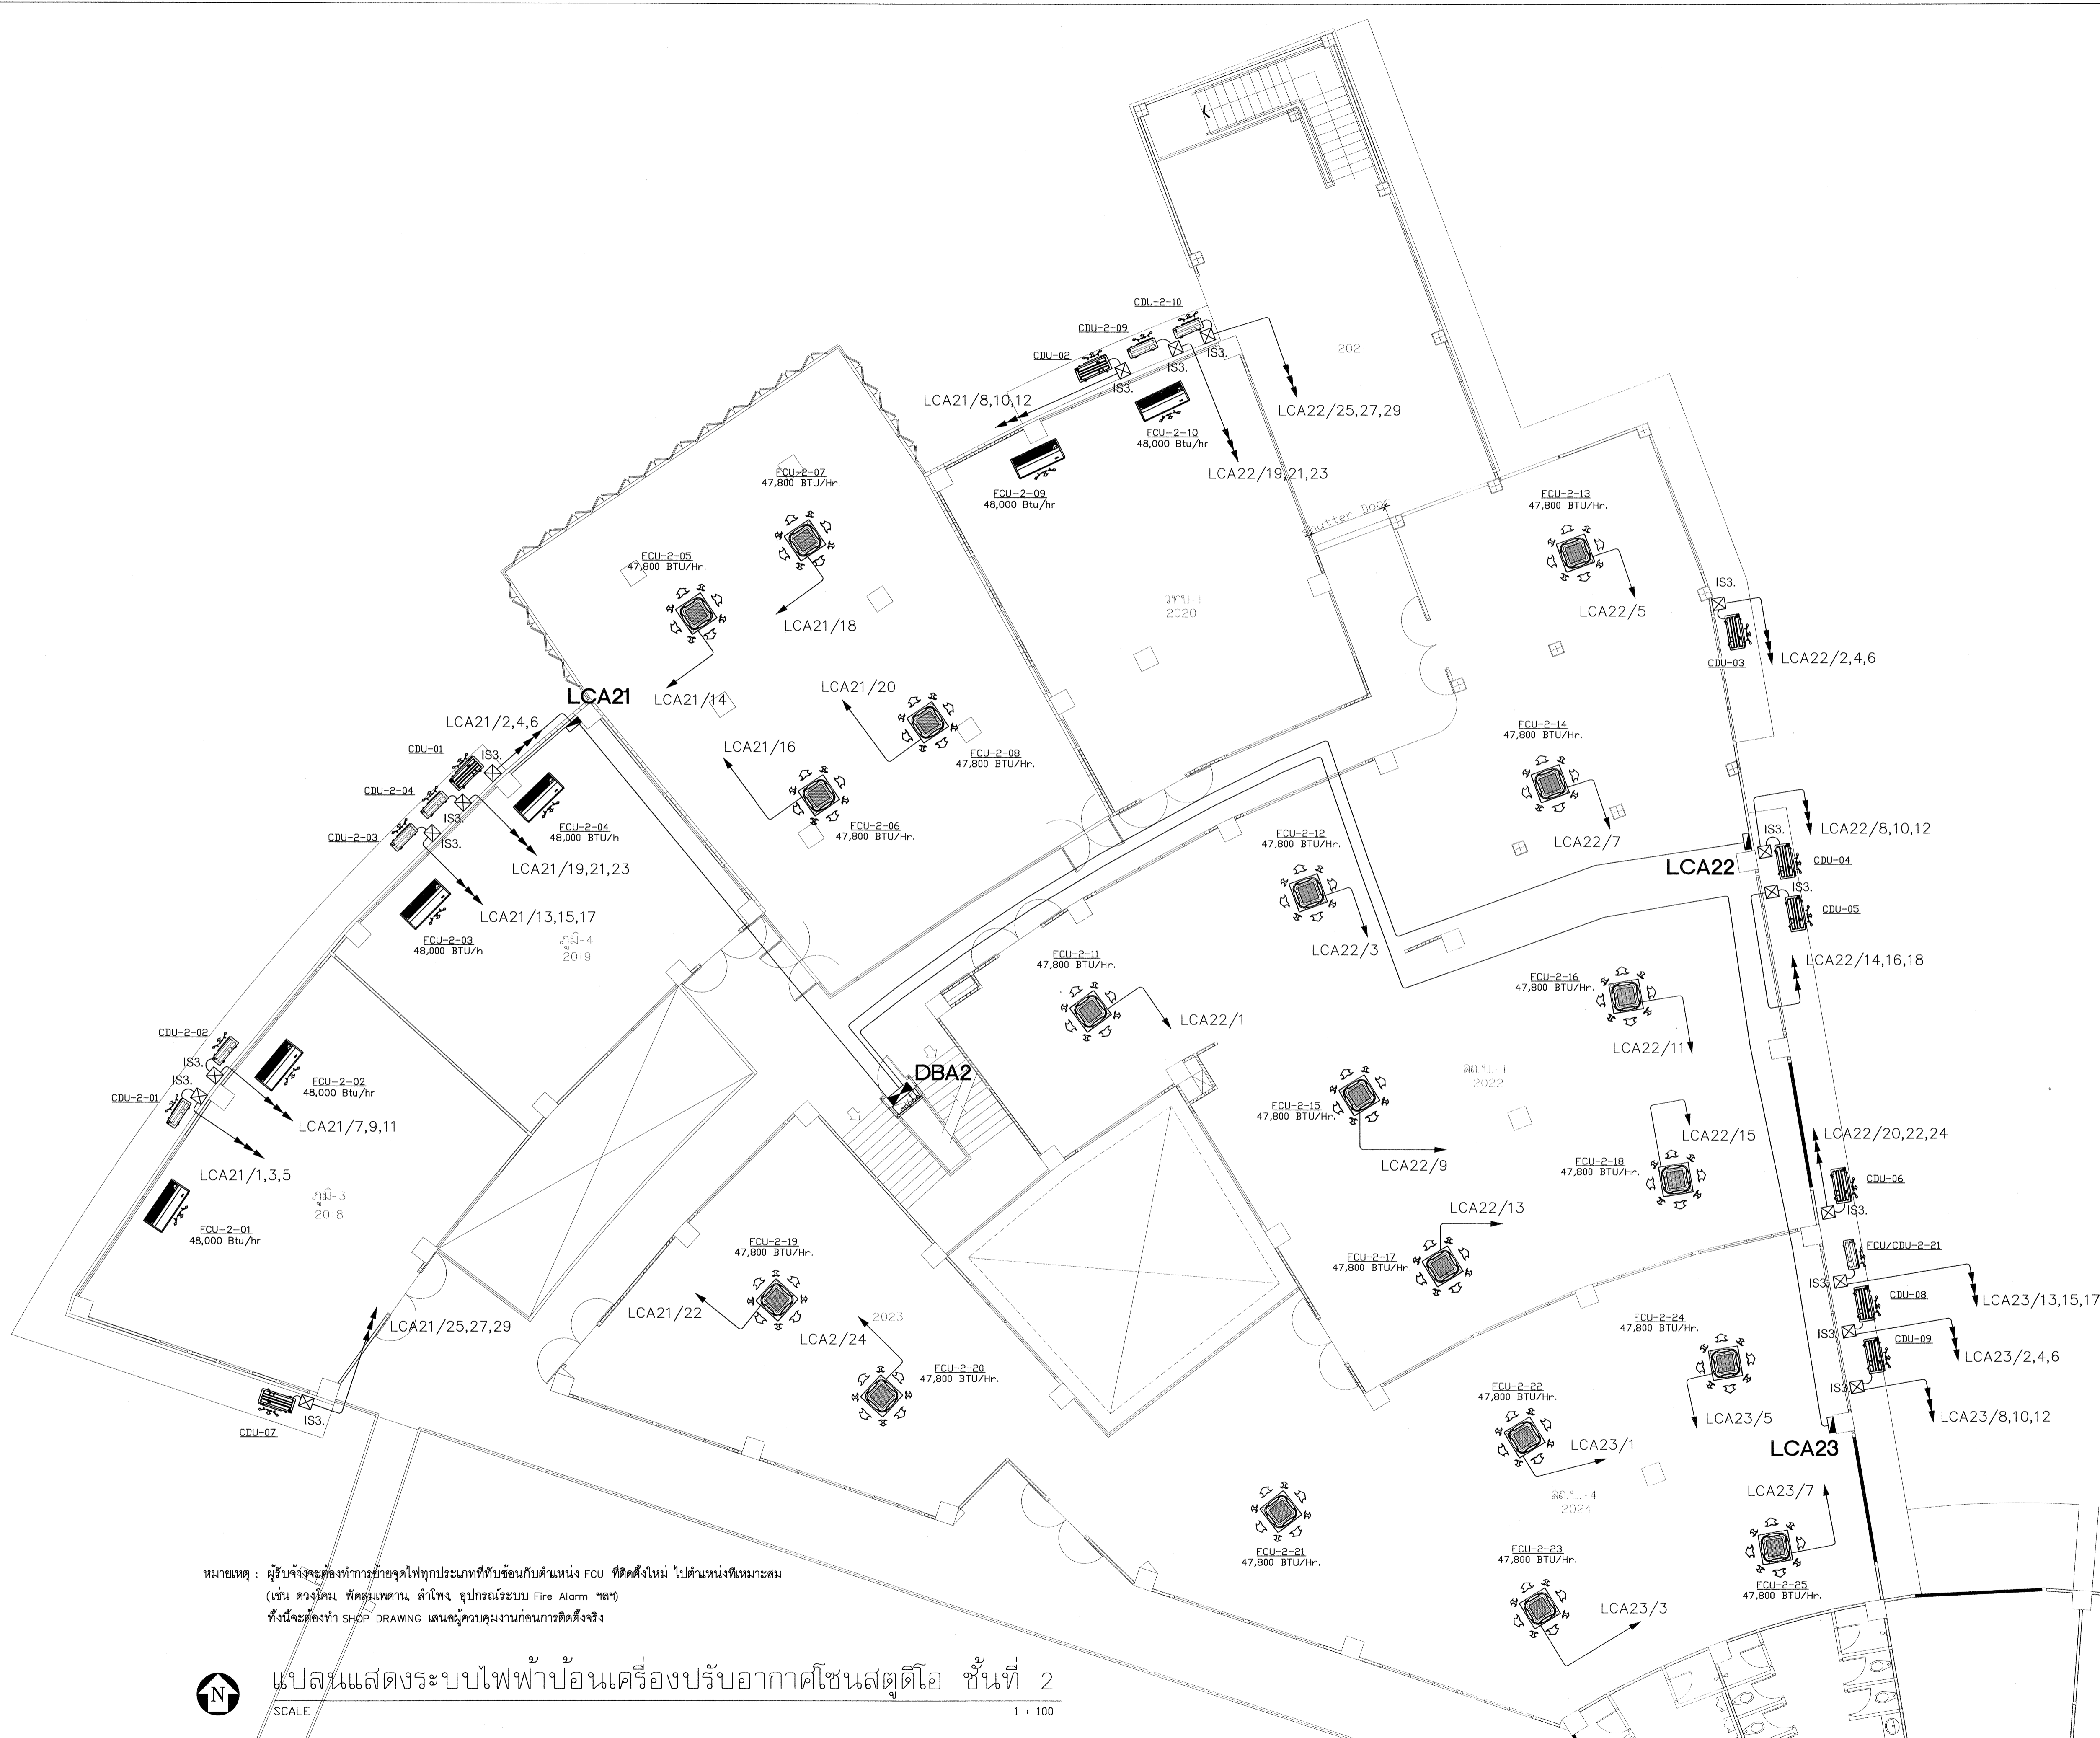 CDU-2-10
CDU-2-09
CDU-02
IS3.
IS3.
IS3.
2021
LCA21/8,10,12
LCA22/25,27,29
FCU-2-10
48,000 Btu/hr
LCA22/19,21,23
FCU-2-07
47,800 BTU/Hr.
FCU-2-09
48,000 Btu/hr
FCU-2-13
47,800 BTU/Hr.
Shutter Door
FCU-2-05
47,800 BTU/Hr.
IS3.
2020
LCA22/5
LCA21/18
CDU-03
LCA22/2,4,6
LCA21/20
LCA21/14
LCA21
LCA21/2,4,6
CDU-01
IS3.
LCA21/16
FCU-2-08
47,800 BTU/Hr.
FCU-2-14
47,800 BTU/Hr.
CDU-2-04
IS3.
FCU-2-04
48,000 BTU/h
FCU-2-06
47,800 BTU/Hr.
CDU-2-03
IS3.
FCU-2-12
47,800 BTU/Hr.
LCA22/7
IS3.
LCA22/8,10,12
LCA22
CDU-04
LCA21/19,21,23
IS3.
CDU-05
LCA21/13,15,17
FCU-2-03
48,000 BTU/h
ภูมิ-4
2019
LCA22/3
FCU-2-11
47,800 BTU/Hr.
LCA22/14,16,18
FCU-2-16
47,800 BTU/Hr.
LCA22/1
CDU-2-02
IS3.
LCA22/11
DBA2
IS3.
FCU-2-02
48,000 Btu/hr
CDU-2-01
2022
FCU-2-15
47,800 BTU/Hr.
LCA21/7,9,11
LCA22/15
LCA22/20,22,24
LCA21/1,3,5
LCA22/9
FCU-2-18
47,800 BTU/Hr.
CDU-06
IS3.
ภูมิ-3
2018
LCA22/13
FCU-2-01
48,000 Btu/hr
FCU-2-19
47,800 BTU/Hr.
FCU-2-17
47,800 BTU/Hr.
FCU/CDU-2-21
IS3.
CDU-08
LCA23/13,15,17
LCA21/22
2023
LCA21/25,27,29
LCA2/24
FCU-2-24
47,800 BTU/Hr.
IS3.
CDU-09
LCA23/2,4,6
FCU-2-20
47,800 BTU/Hr.
FCU-2-22
47,800 BTU/Hr.
IS3.
LCA23/8,10,12
IS3.
CDU-07
LCA23/5
LCA23/1
LCA23
LCA23/7
2024
FCU-2-21
47,800 BTU/Hr.
FCU-2-23
47,800 BTU/Hr.
FCU-2-25
47,800 BTU/Hr.
LCA23/3
หมายเหตุ : ผู้รับจ้างจะต้องทำการย้ายจุดไฟทุกประเภทที่ทับซ้อนกับตำแหน่ง FCU ที่ติดตั้งใหม่ ไปตำแหน่งที่เหมาะสม
(เช่น ดวงโคม, พัดลมเพดาน, ลำโพง, อุปกรณ์ระบบ Fire Alarm ฯลฯ)
ทั้งนี้จะต้องทำ SHOP DRAWING เสนอผู้ควบคุมงานก่อนการติดตั้งจริง
N
แปลนแสดงระบบไฟฟ้าป้อนเครื่องปรับอากาศโซนสตูดิโอ ชั้นที่ 2
SCALE 1 : 100